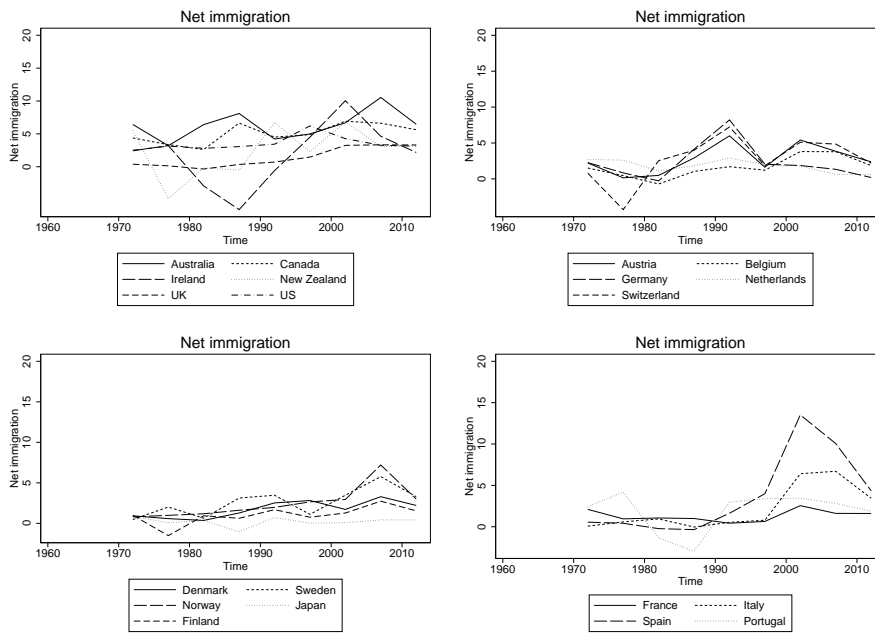 Net immigration
Net immigration
20
15
10
5
0
1960 1970 1980 1990 2000 2010
Time
Australia Canada
Ireland New Zealand
UK US
Net immigration
Net immigration
20
15
10
5
0
1960 1970 1980 1990 2000 2010
Time
Austria Belgium
Germany Netherlands
Switzerland
Net immigration
Net immigration
20
15
10
5
0
1960 1970 1980 1990 2000 2010
Time
Denmark Sweden
Norway Japan
Finland
Net immigration
Net immigration
20
15
10
5
0
1960 1970 1980 1990 2000 2010
Time
France Italy
Spain Portugal